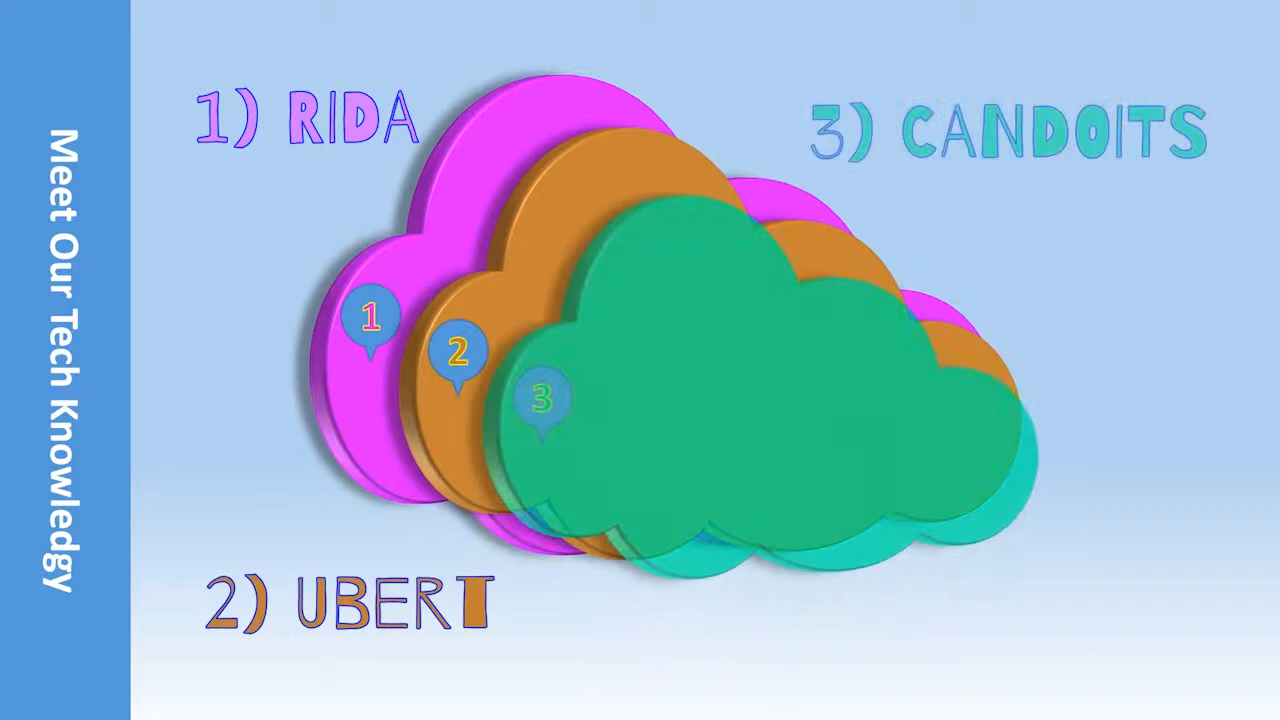 Meet Our Tech Knowledgy
1) RIDA
3) CANDOITS
1
2
3
2) UBERT